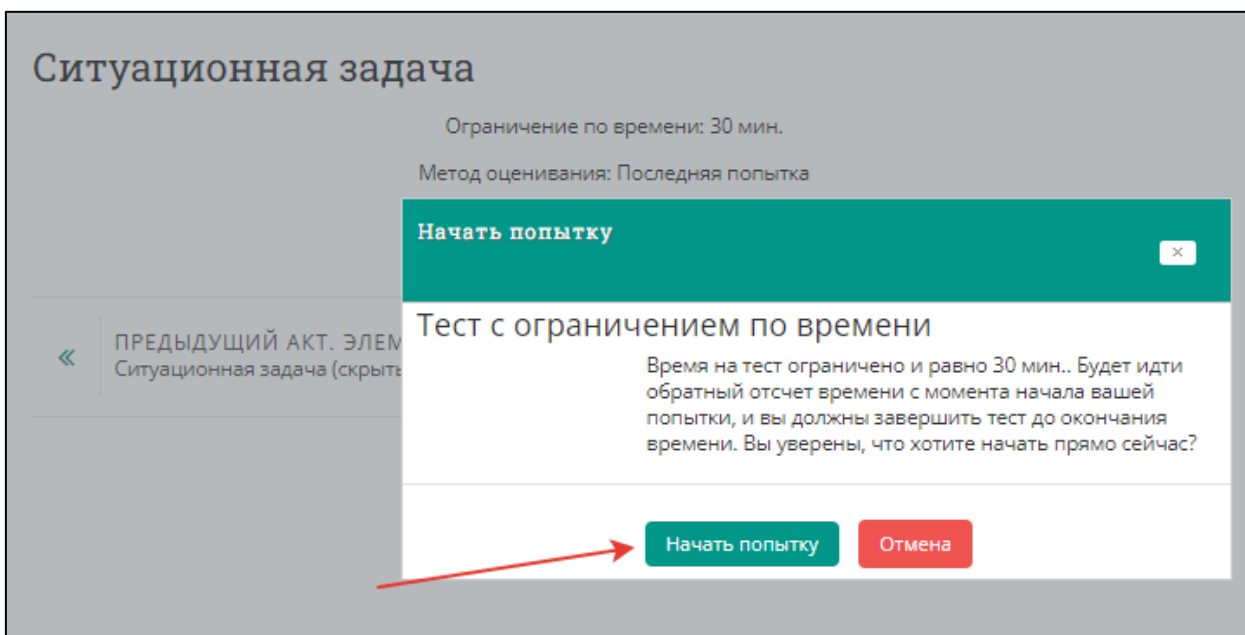 Ситуационная задача
Ограничение по времени: 30 мин.
Метод оценивания: Последняя попытка
Начать попытку
×
Тест с ограничением по времени
Время на тест ограничено и равно 30 мин.. Будет идти
обратный отсчет времени с момента начала вашей
попытки, и вы должны завершить тест до окончания
времени. Вы уверены, что хотите начать прямо сейчас?
«
ПРЕДЫДУЩИЙ АКТ. ЭЛЕМ
Ситуационная задача (скрыть
Начать попытку
Отмена